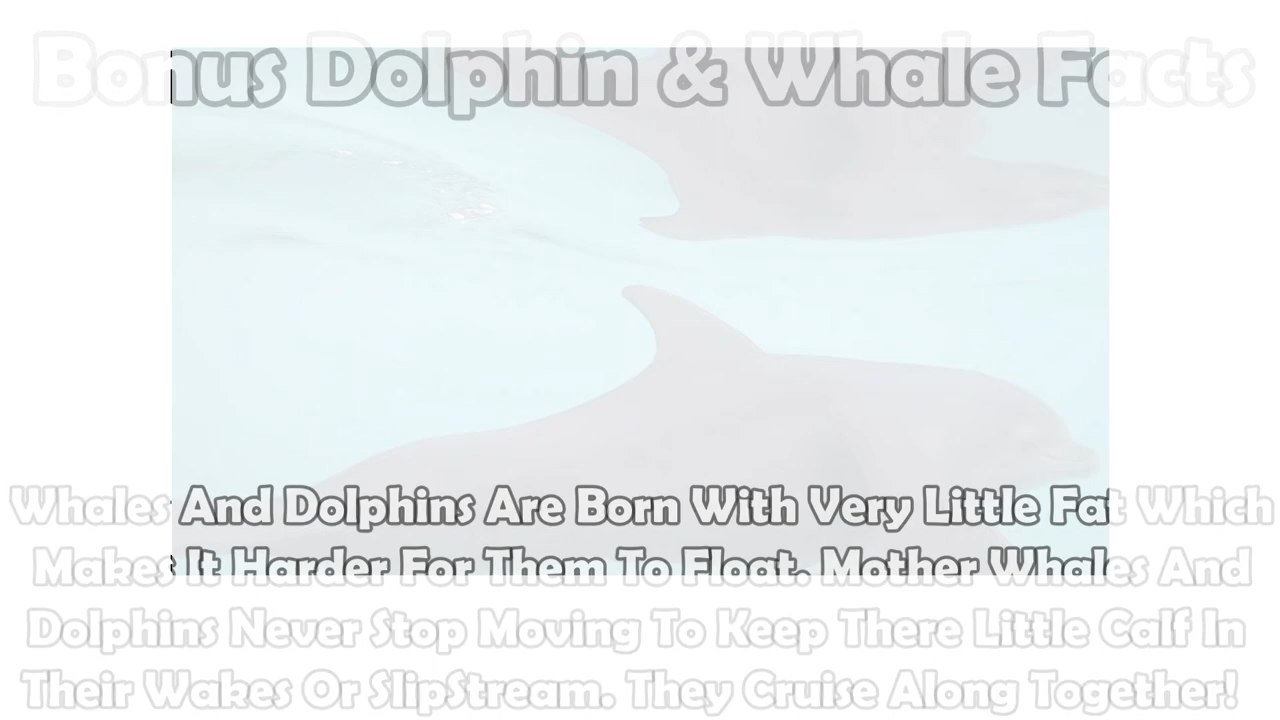 Bonus Dolphin & Whale Facts
Whales And Dolphins Are Born With Very Little Fat Which
Makes It Harder For Them To Float. Mother Whales And
Dolphins Never Stop Moving To Keep There Little Calf In
Their Wakes Or SlipStream. They Cruise Along Together!